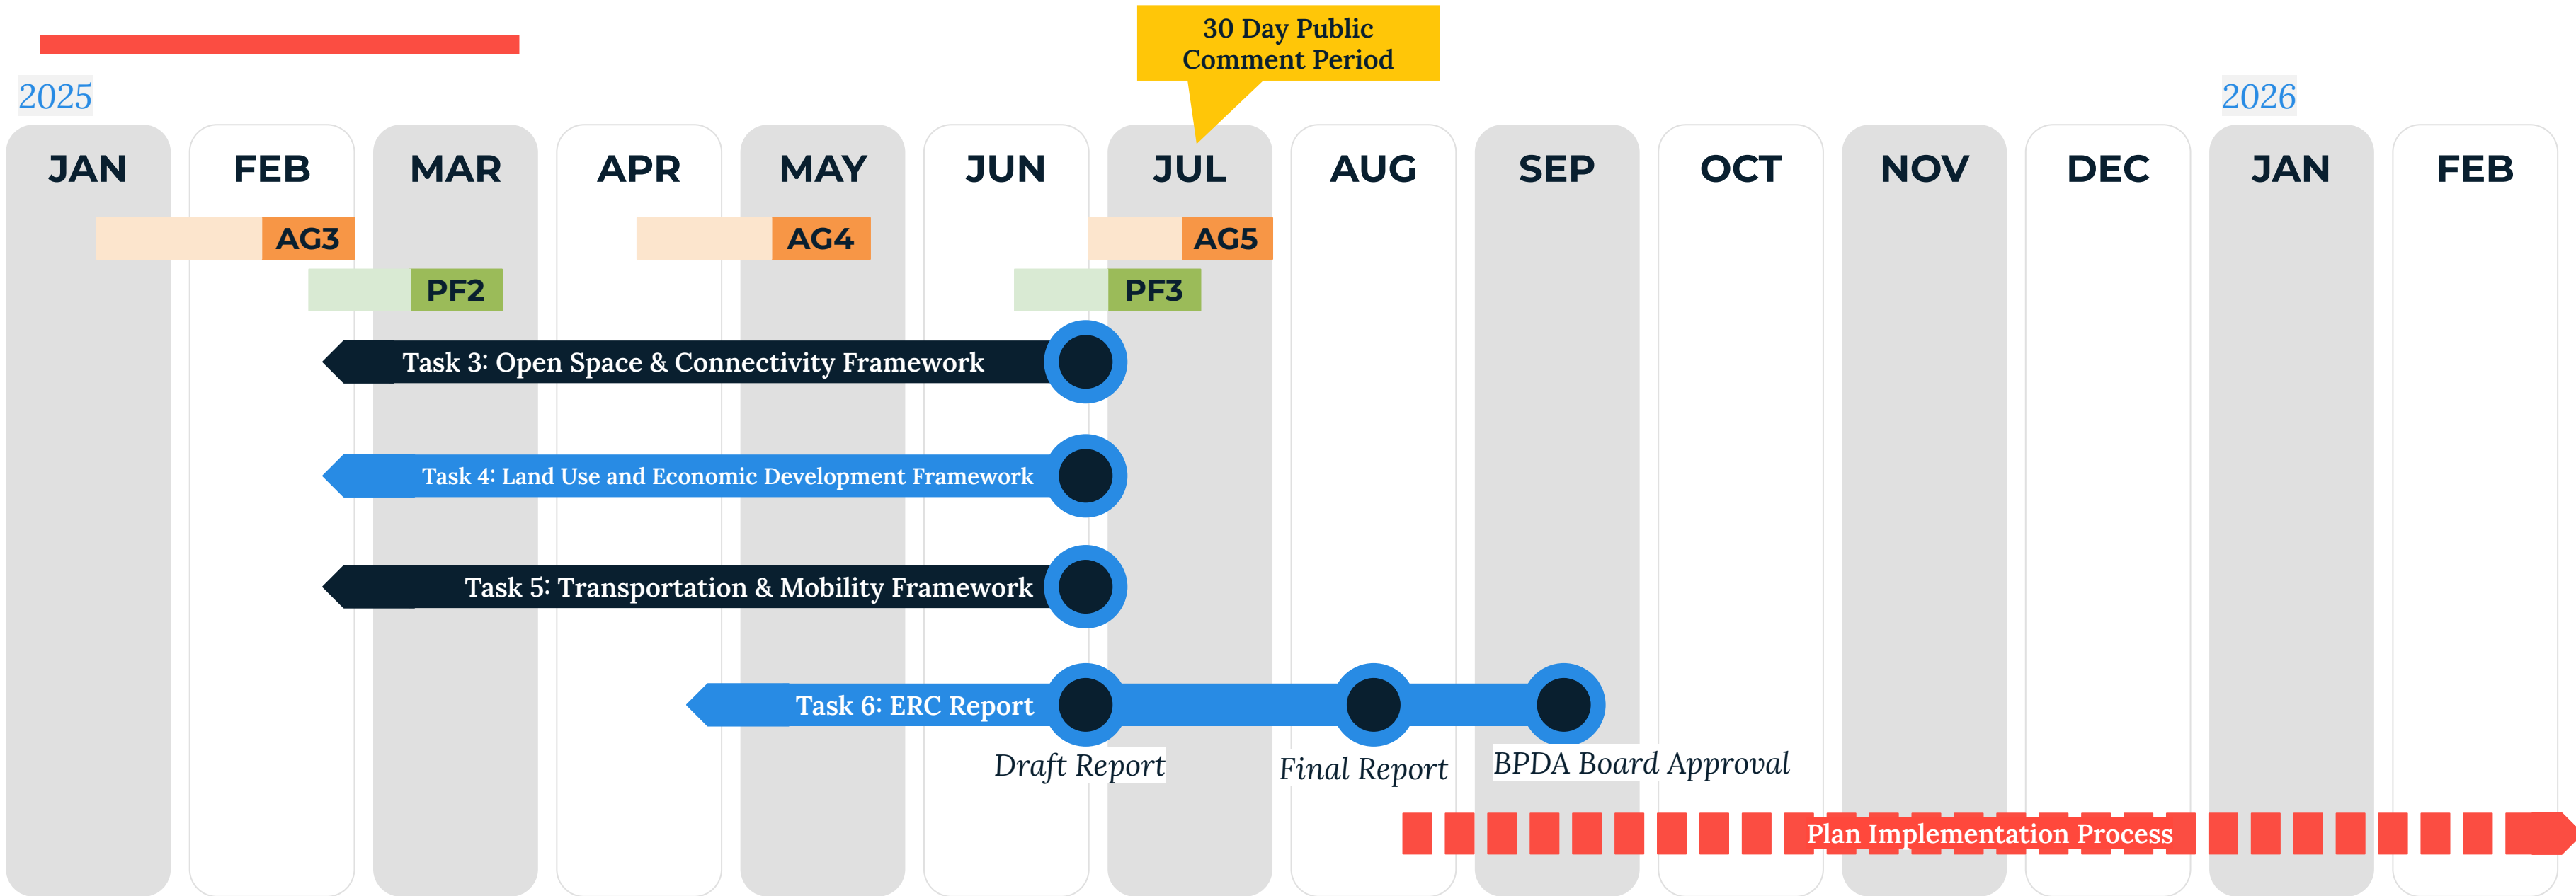 30 Day Public
Comment Period
2025
2026
JAN
FEB
MAR
APR
MAY
JUN
JUL
AUG
SEP
OCT
NOV
DEC
JAN
FEB
AG3
AG4
AG5
PF2
PF3
Task 3: Open Space & Connectivity Framework
Task 4: Land Use and Economic Development Framework
Task 5: Transportation & Mobility Framework
Task 6: ERC Report
Draft Report
Final Report
BPDA Board Approval
Plan Implementation Process